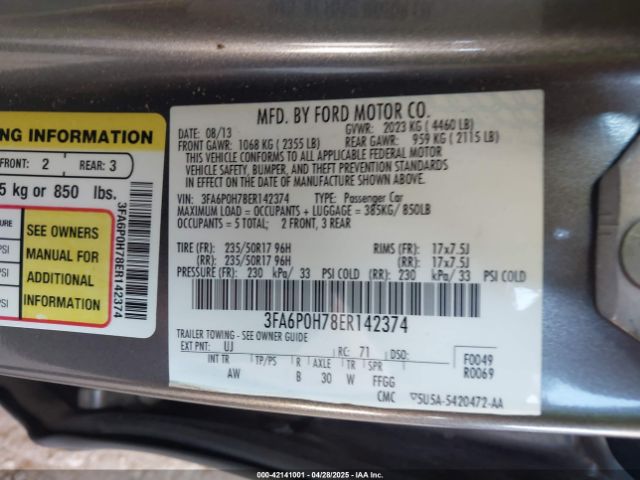 MFD. BY FORD MOTOR CO.
DATE: 08/13 GVWR: 2023 KG ( 4460 LB)
FRONT GAWR: 1068 KG ( 2355 LB) REAR GAWR: 959 KG ( 2115 LB)
THIS VEHICLE CONFORMS TO ALL APPLICABLE FEDERAL MOTOR
VEHICLE SAFETY, BUMPER, AND THEFT PREVENTION STANDARDS
IN EFFECT ON THE DATE OF MANUFACTURE SHOWN ABOVE.
VIN: 3FA6P0H78ER142374 TYPE: Passenger Car
MAXIMUM LOAD = OCCUPANTS + LUGGAGE = 385KG/ 850LB
OCCUPANTS = 5 TOTAL; 2 FRONT, 3 REAR
TIRE (FR): 235/50R17 96H RIMS (FR): 17x7.5J
(RR): 235/50R17 96H (RR): 17x7.5J
PRESSURE (FR): 230 kPa/ 33 PSI COLD (RR): 230 kPa/ 33 PSI COLD
3FA6P0H78ER142374
TRAILER TOWING - SEE OWNER GUIDE
EXT PNT: UJ RC: 71 DSO: F0049
R0069
INT TR TP/PS R AXLE TR SPR
AW B 30 W FFGG
CMC SUSA-5420472-AA
NG INFORMATION
FRONT: 2 REAR: 3
5 kg or 850 lbs.
URE
PSI
PSI
PSI
SEE OWNERS
MANUAL FOR
ADDITIONAL
INFORMATION
3FA6P0H78ER142374
000-42141001 04/28/2025 IAA, Inc.